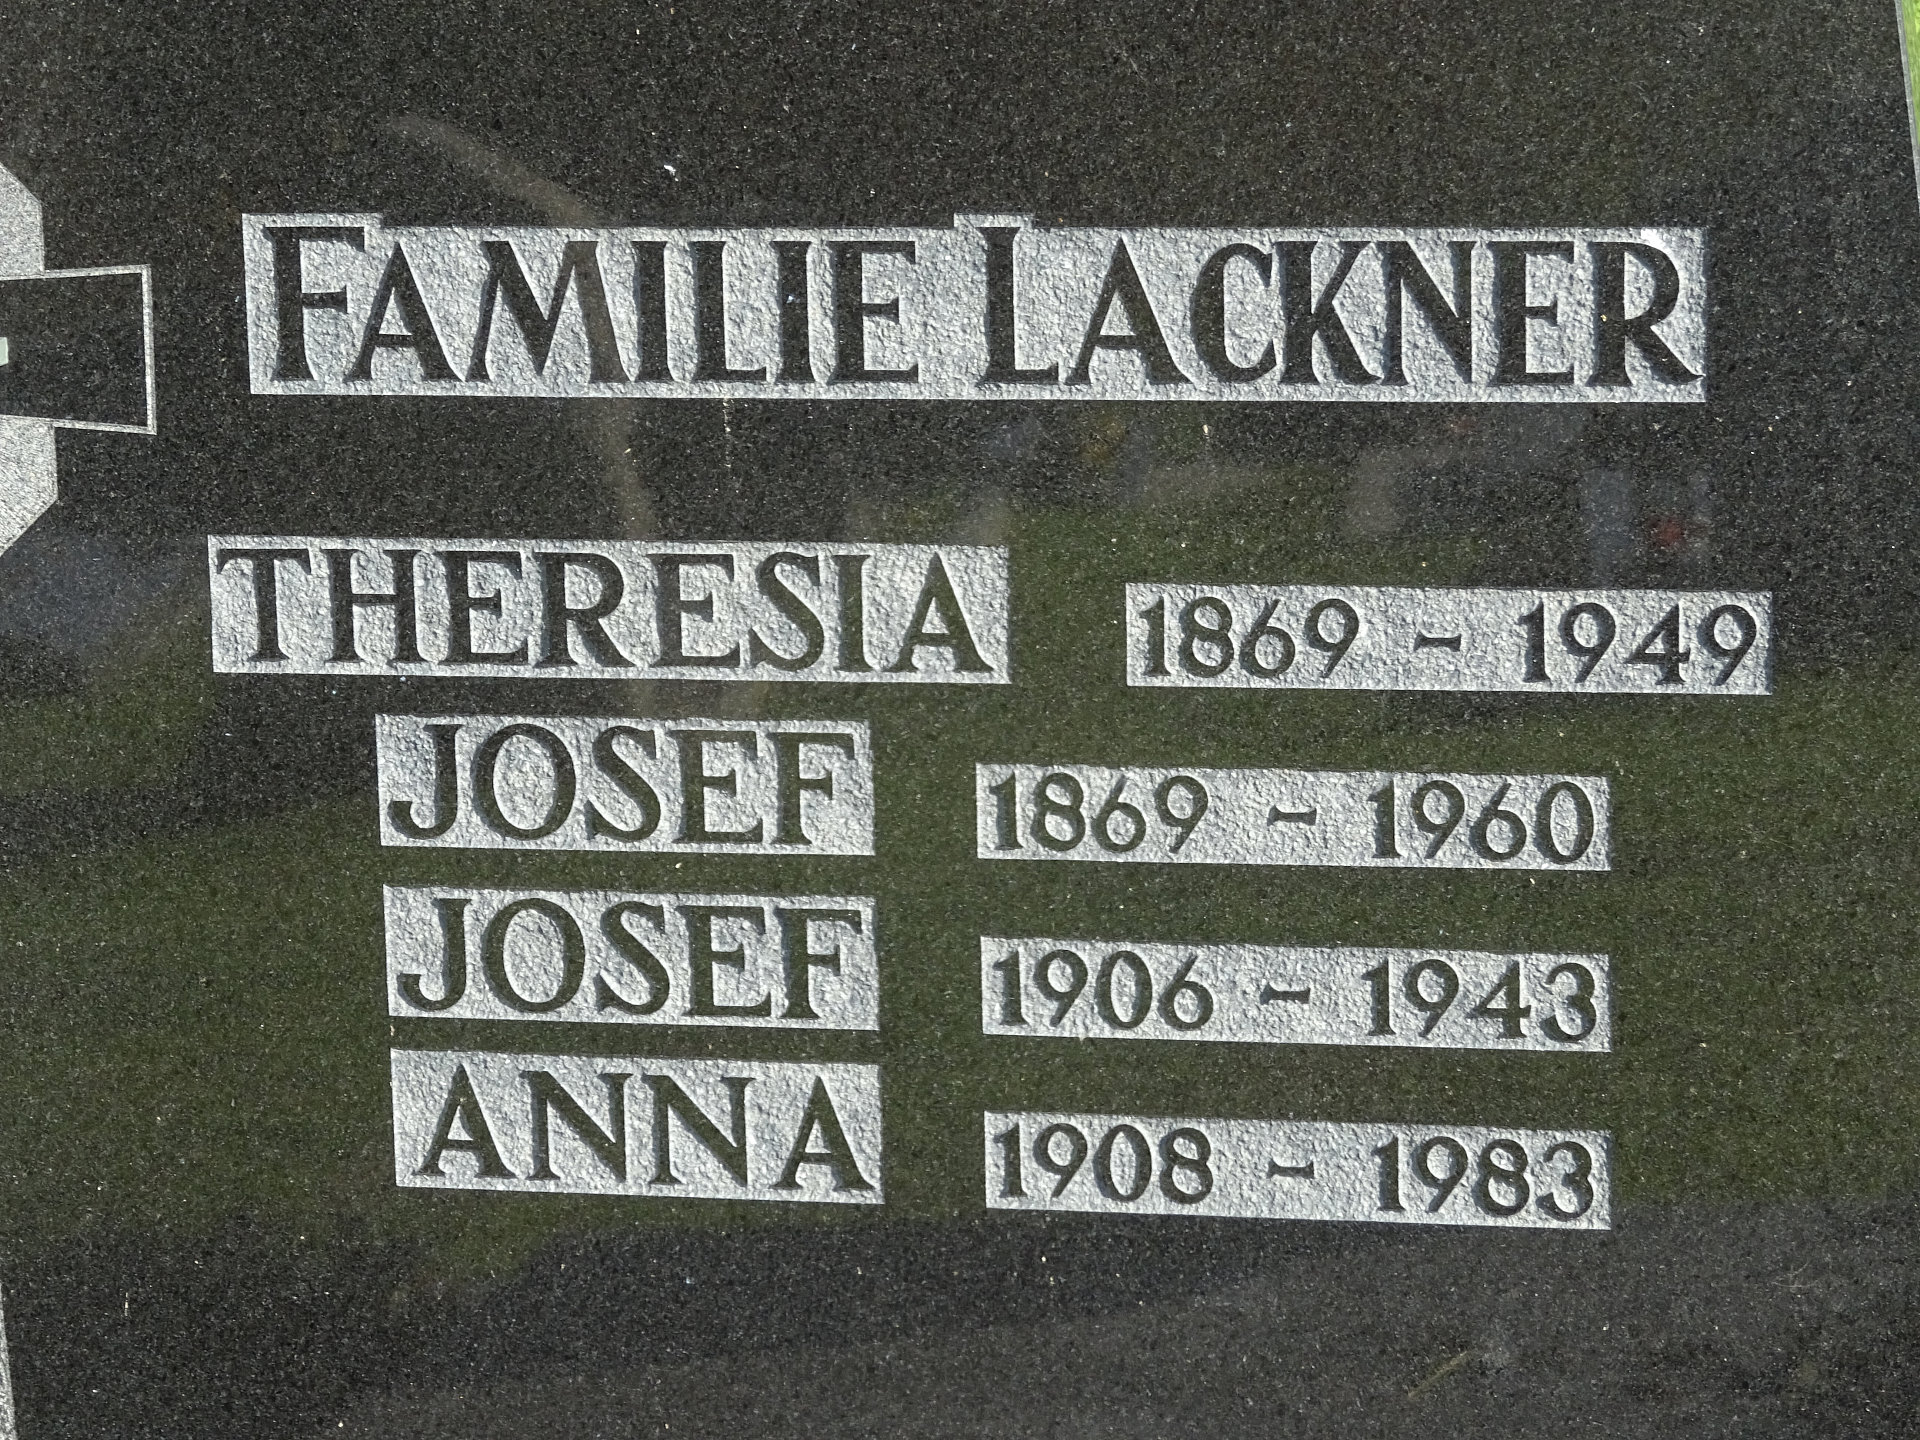 FAMILIE LACKNER
THERESIA 1869 - 1949
JOSEF 1869 - 1960
JOSEF 1906 - 1943
ANNA 1908 - 1983